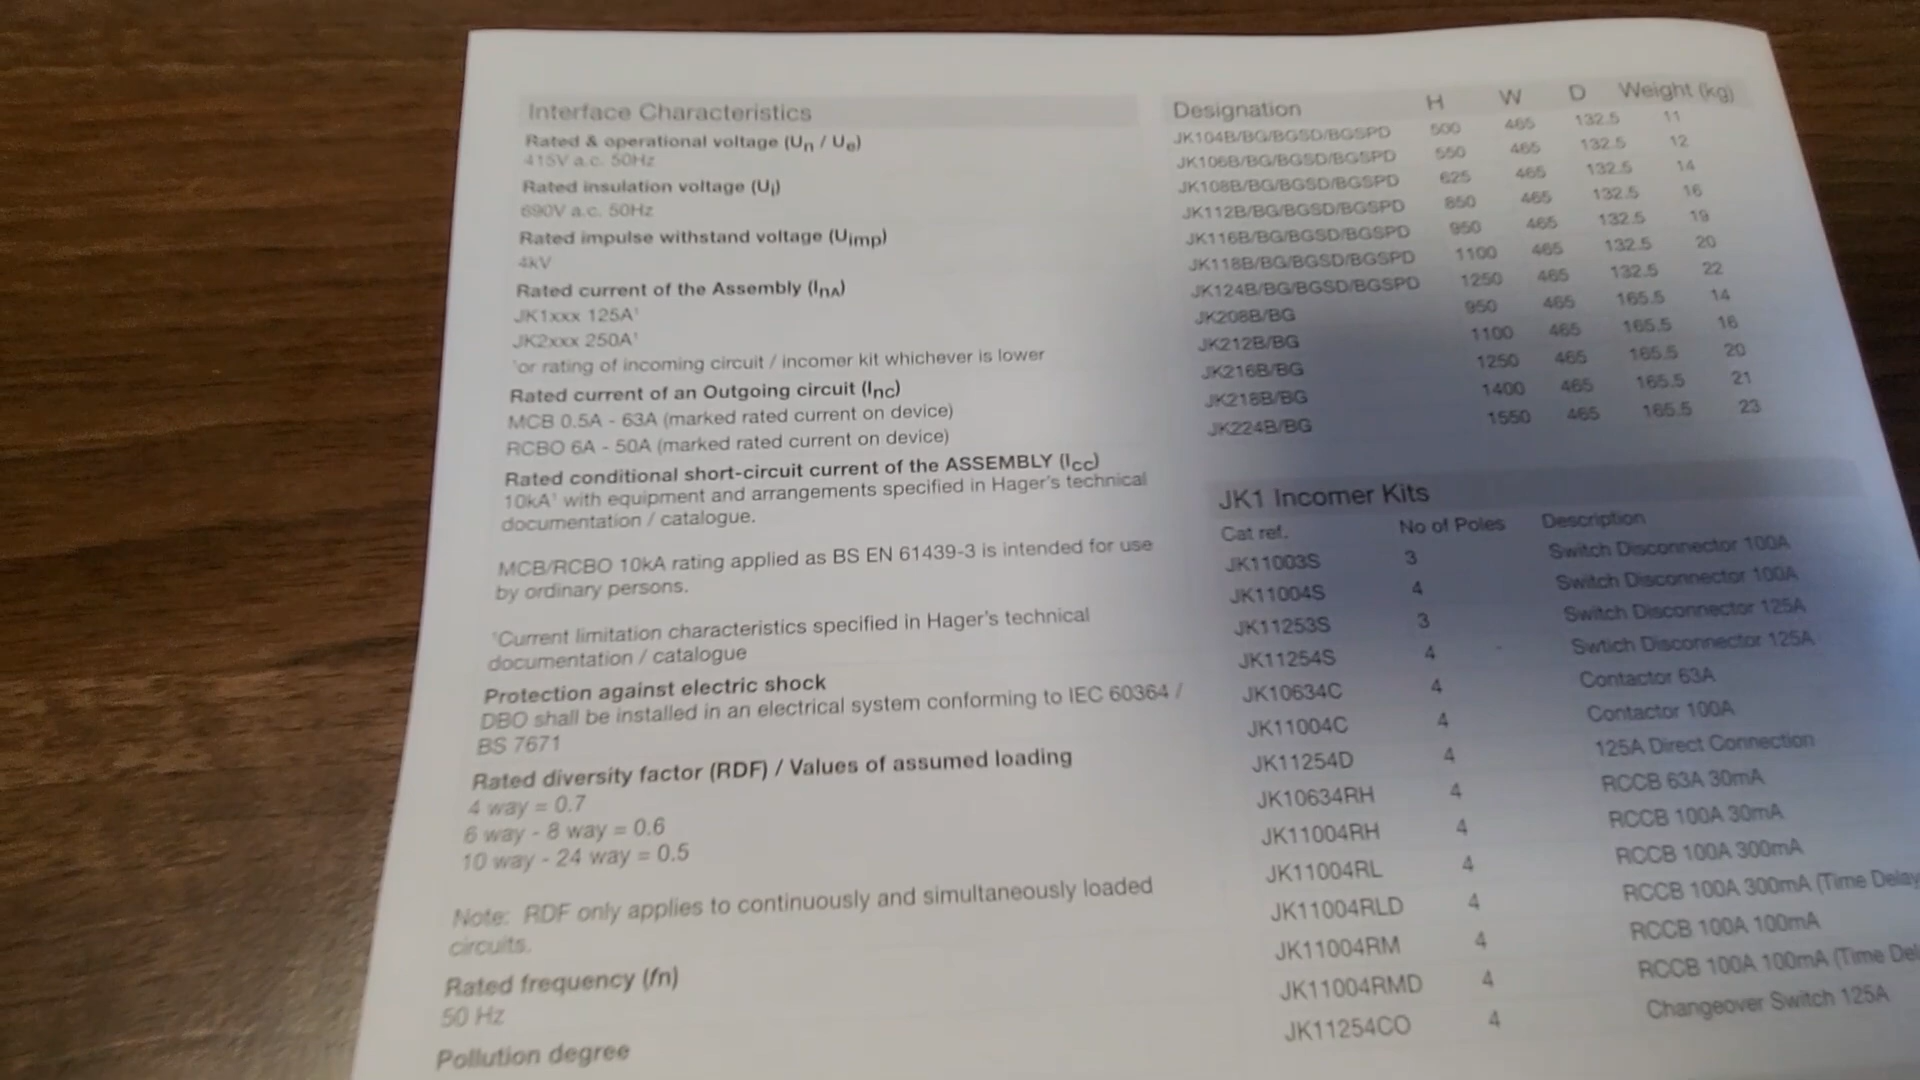 Interface Characteristics
Rated & operational voltage (Un / Ue)
415V a.c. 50Hz
Rated insulation voltage (Ui)
690V a.c. 50Hz
Rated impulse withstand voltage (Uimp)
4kV
Rated current of the Assembly (InA)
JK1xxx 125A¹
JK2xxx 250A¹
¹or rating of incoming circuit / incomer kit whichever is lower
Rated current of an Outgoing circuit (Inc)
MCB 0.5A - 63A (marked rated current on device)
RCBO 6A - 50A (marked rated current on device)
Rated conditional short-circuit current of the ASSEMBLY (Icc)
10kA¹ with equipment and arrangements specified in Hager's technical
documentation / catalogue.
MCB/RCBO 10kA rating applied as BS EN 61439-3 is intended for use
by ordinary persons.
¹Current limitation characteristics specified in Hager's technical
documentation / catalogue
Protection against electric shock
DBO shall be installed in an electrical system conforming to IEC 60364 /
BS 7671
Rated diversity factor (RDF) / Values of assumed loading
4 way = 0.7
6 way - 8 way = 0.6
10 way - 24 way = 0.5
Note: RDF only applies to continuously and simultaneously loaded
circuits.
Rated frequency (fn)
50 Hz
Pollution degree
Designation H W D Weight (kg)
JK104B/BG/BGSD/BGSPD 500 465 132.5 11
JK106B/BG/BGSD/BGSPD 550 465 132.5 12
JK108B/BG/BGSD/BGSPD 625 465 132.5 14
JK112B/BG/BGSD/BGSPD 850 465 132.5 16
JK116B/BG/BGSD/BGSPD 950 465 132.5 19
JK118B/BG/BGSD/BGSPD 1100 465 132.5 20
JK124B/BG/BGSD/BGSPD 1250 465 132.5 22
JK208B/BG 950 465 165.5 14
JK212B/BG 1100 465 165.5 16
JK216B/BG 1250 465 165.5 20
JK218B/BG 1400 465 165.5 21
JK224B/BG 1550 465 165.5 23
JK1 Incomer Kits
Cat ref. No of Poles Description
JK11003S 3 Switch Disconnector 100A
JK11004S 4 Switch Disconnector 100A
JK11253S 3 Switch Disconnector 125A
JK11254S 4 Swtich Disconnector 125A
JK10634C 4 Contactor 63A
JK11004C 4 Contactor 100A
JK11254D 4 125A Direct Connection
JK10634RH 4 RCCB 63A 30mA
JK11004RH 4 RCCB 100A 30mA
JK11004RL 4 RCCB 100A 300mA
JK11004RLD 4 RCCB 100A 300mA (Time Delay
JK11004RM 4 RCCB 100A 100mA
JK11004RMD 4 RCCB 100A 100mA (Time Del
JK11254CO 4 Changeover Switch 125A